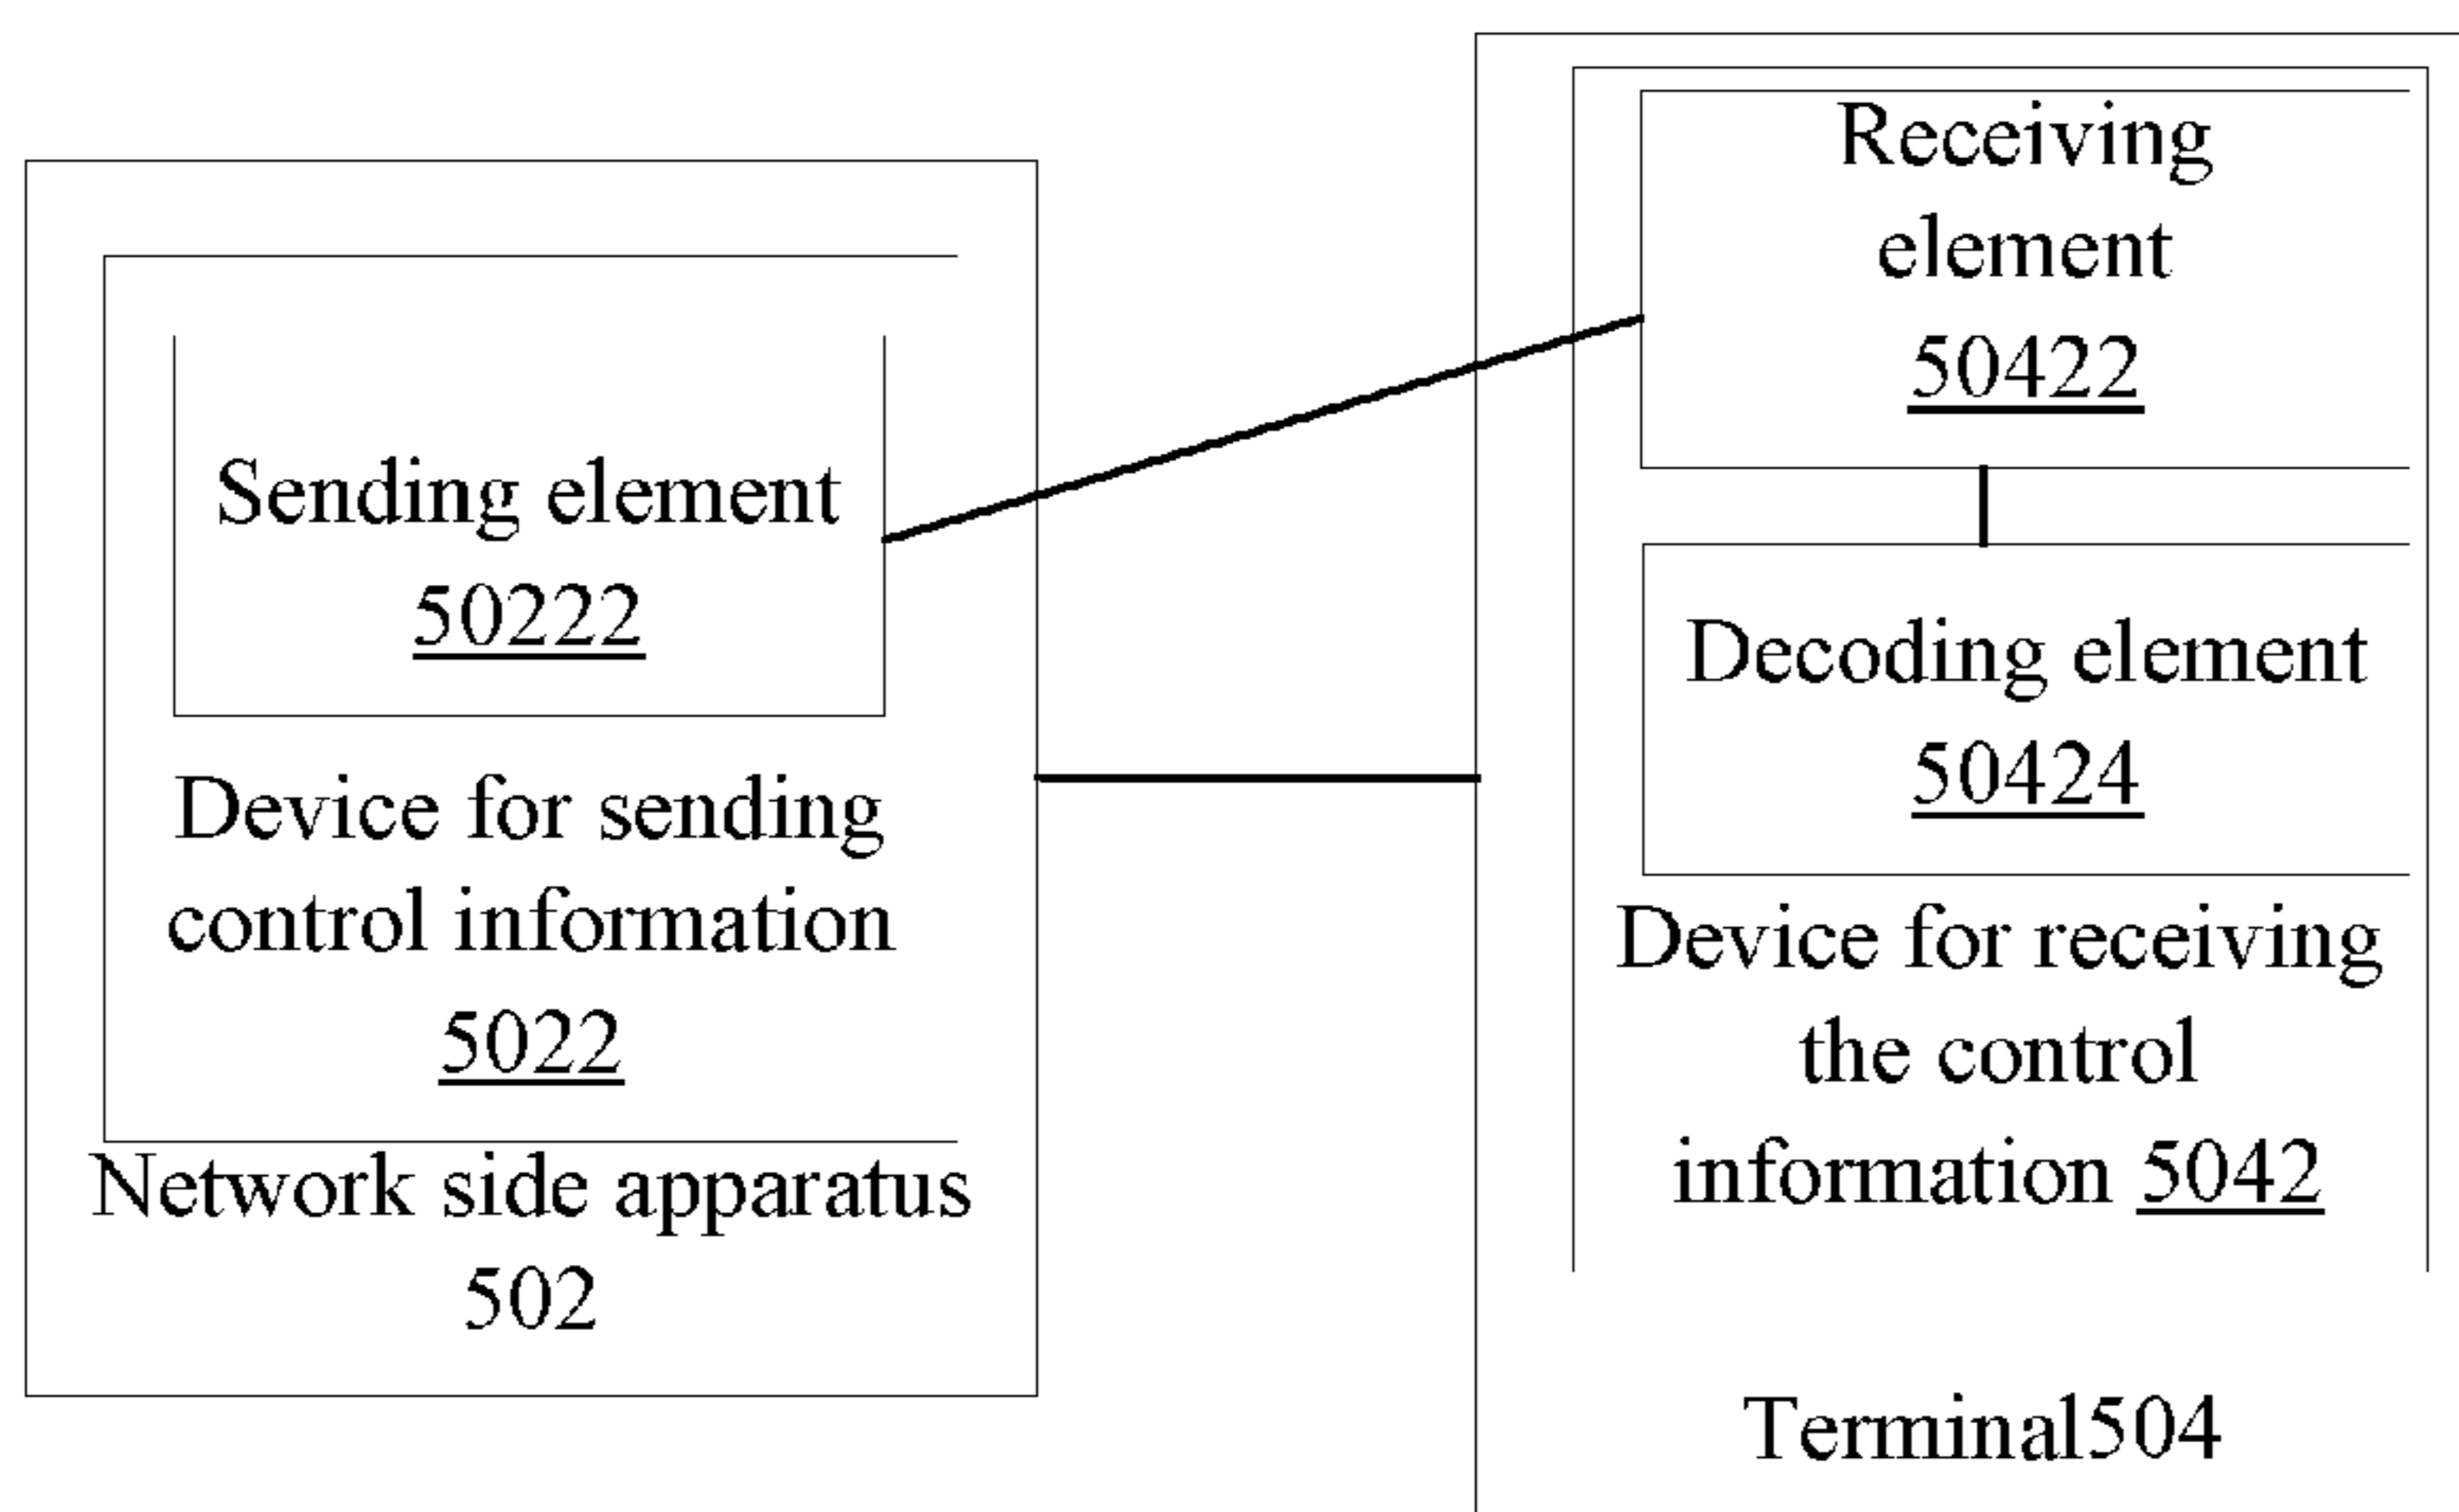 Sending element
50222
Device for sending
control information
5022
Network side apparatus
502
Receiving
element
50422
Decoding element
50424
Device for receiving
the control
information 5042
Terminal504